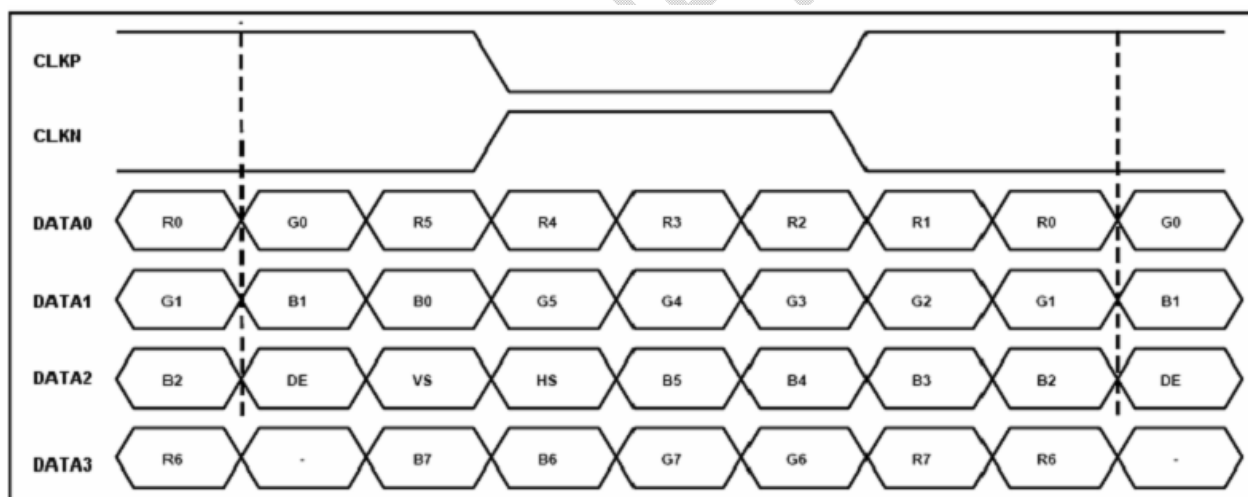 CLKP
CLKN
DATA0 R0 G0 R5 R4 R3 R2 R1 R0 G0
DATA1 G1 B1 B0 G5 G4 G3 G2 G1 B1
DATA2 B2 DE VS HS B5 B4 B3 B2 DE
DATA3 R6 - B7 B6 G7 G6 R7 R6 -